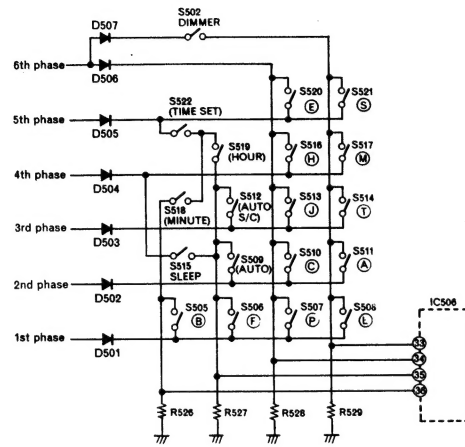 D507
S502
DIMMER
6th phase
D506
S522
(TIME SET)
S520
E
S521
S
5th phase
D505
S519
(HOUR)
S516
H
S517
M
4th phase
D504
S518
(MINUTE)
S512
(AUTO
S/C)
S513
J
S514
T
3rd phase
D503
S515
SLEEP
S509
(AUTO)
S510
C
S511
A
2nd phase
D502
S505
B
S506
F
S507
P
S508
L
IC506
1st phase
D501
33
34
35
36
R526
R527
R528
R529